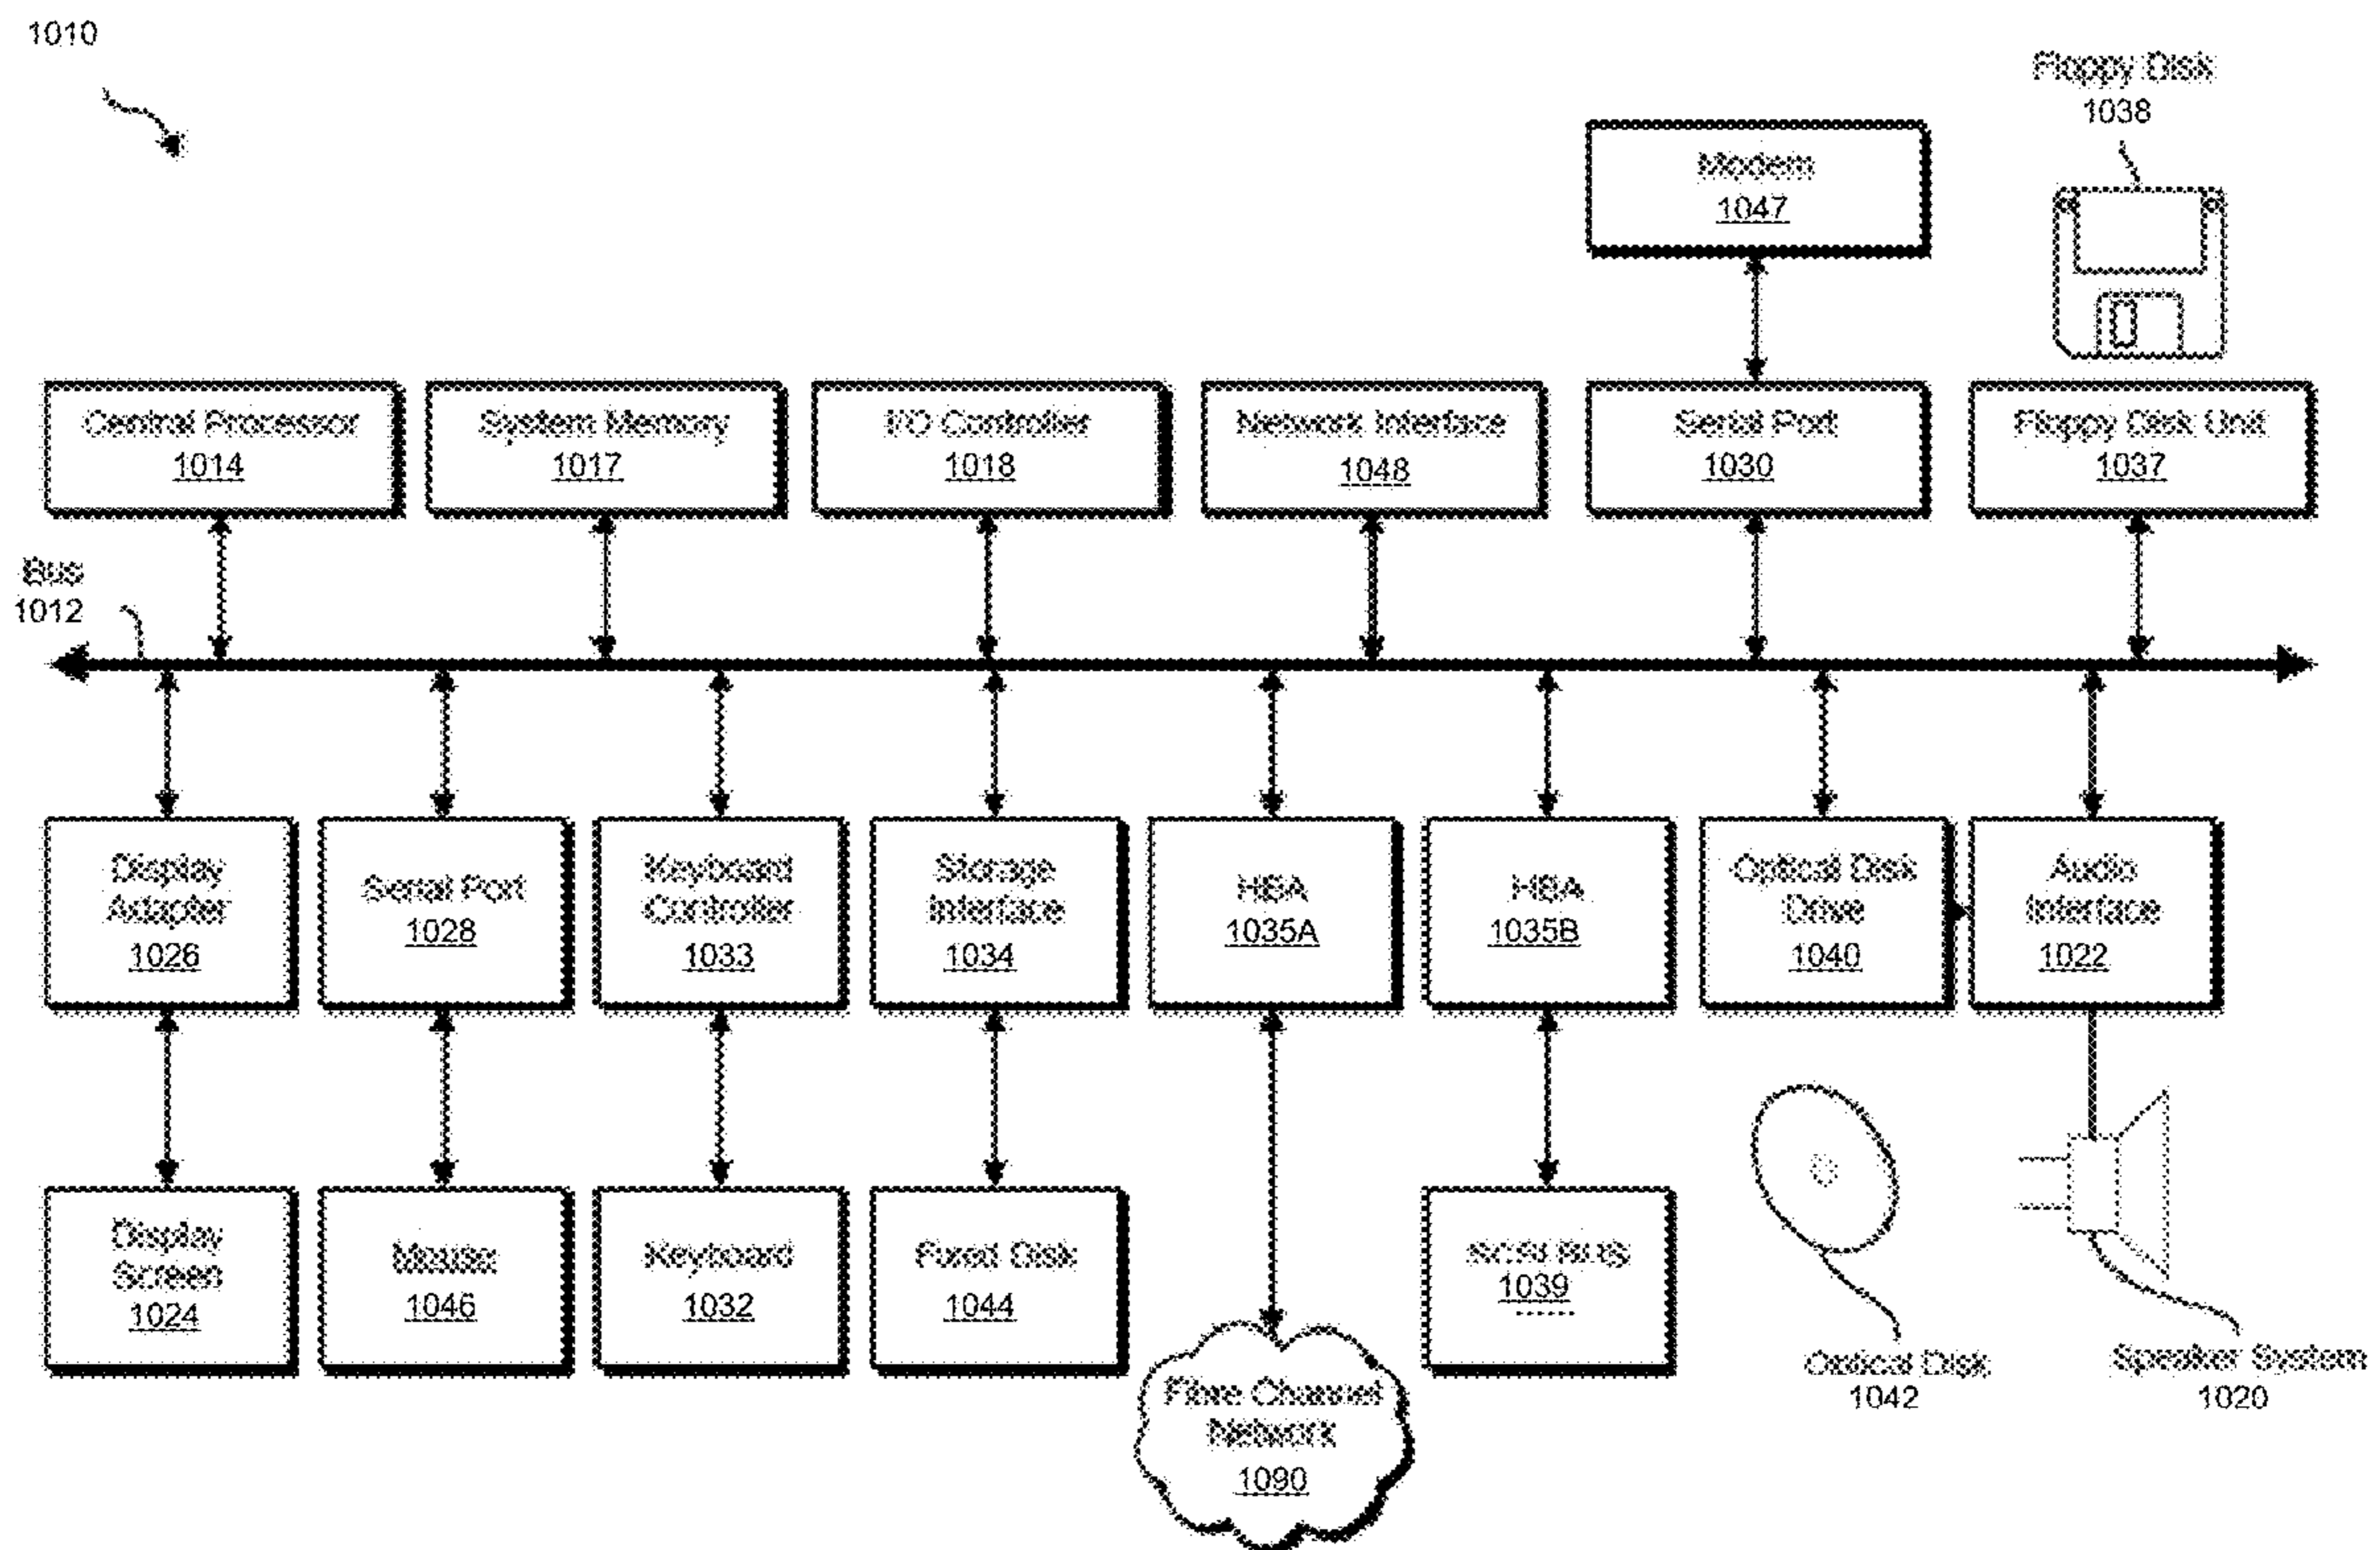 1010
Floppy Disk
1038
Modem
1047
Central Processor
1014
System Memory
1017
I/O Controller
1018
Network Interface
1048
Serial Port
1030
Floppy Disk Unit
1037
Bus
1012
Display
Adapter
1026
Serial Port
1028
Keyboard
Controller
1033
Storage
Interface
1034
HBA
1035A
HBA
1035B
Optical Disk
Drive
1040
Audio
Interface
1022
Display
Screen
1024
Mouse
1046
Keyboard
1032
Fixed Disk
1044
Fibre Channel
Network
1090
SCSI BUS
1039
Optical Disk
1042
Speaker System
1020